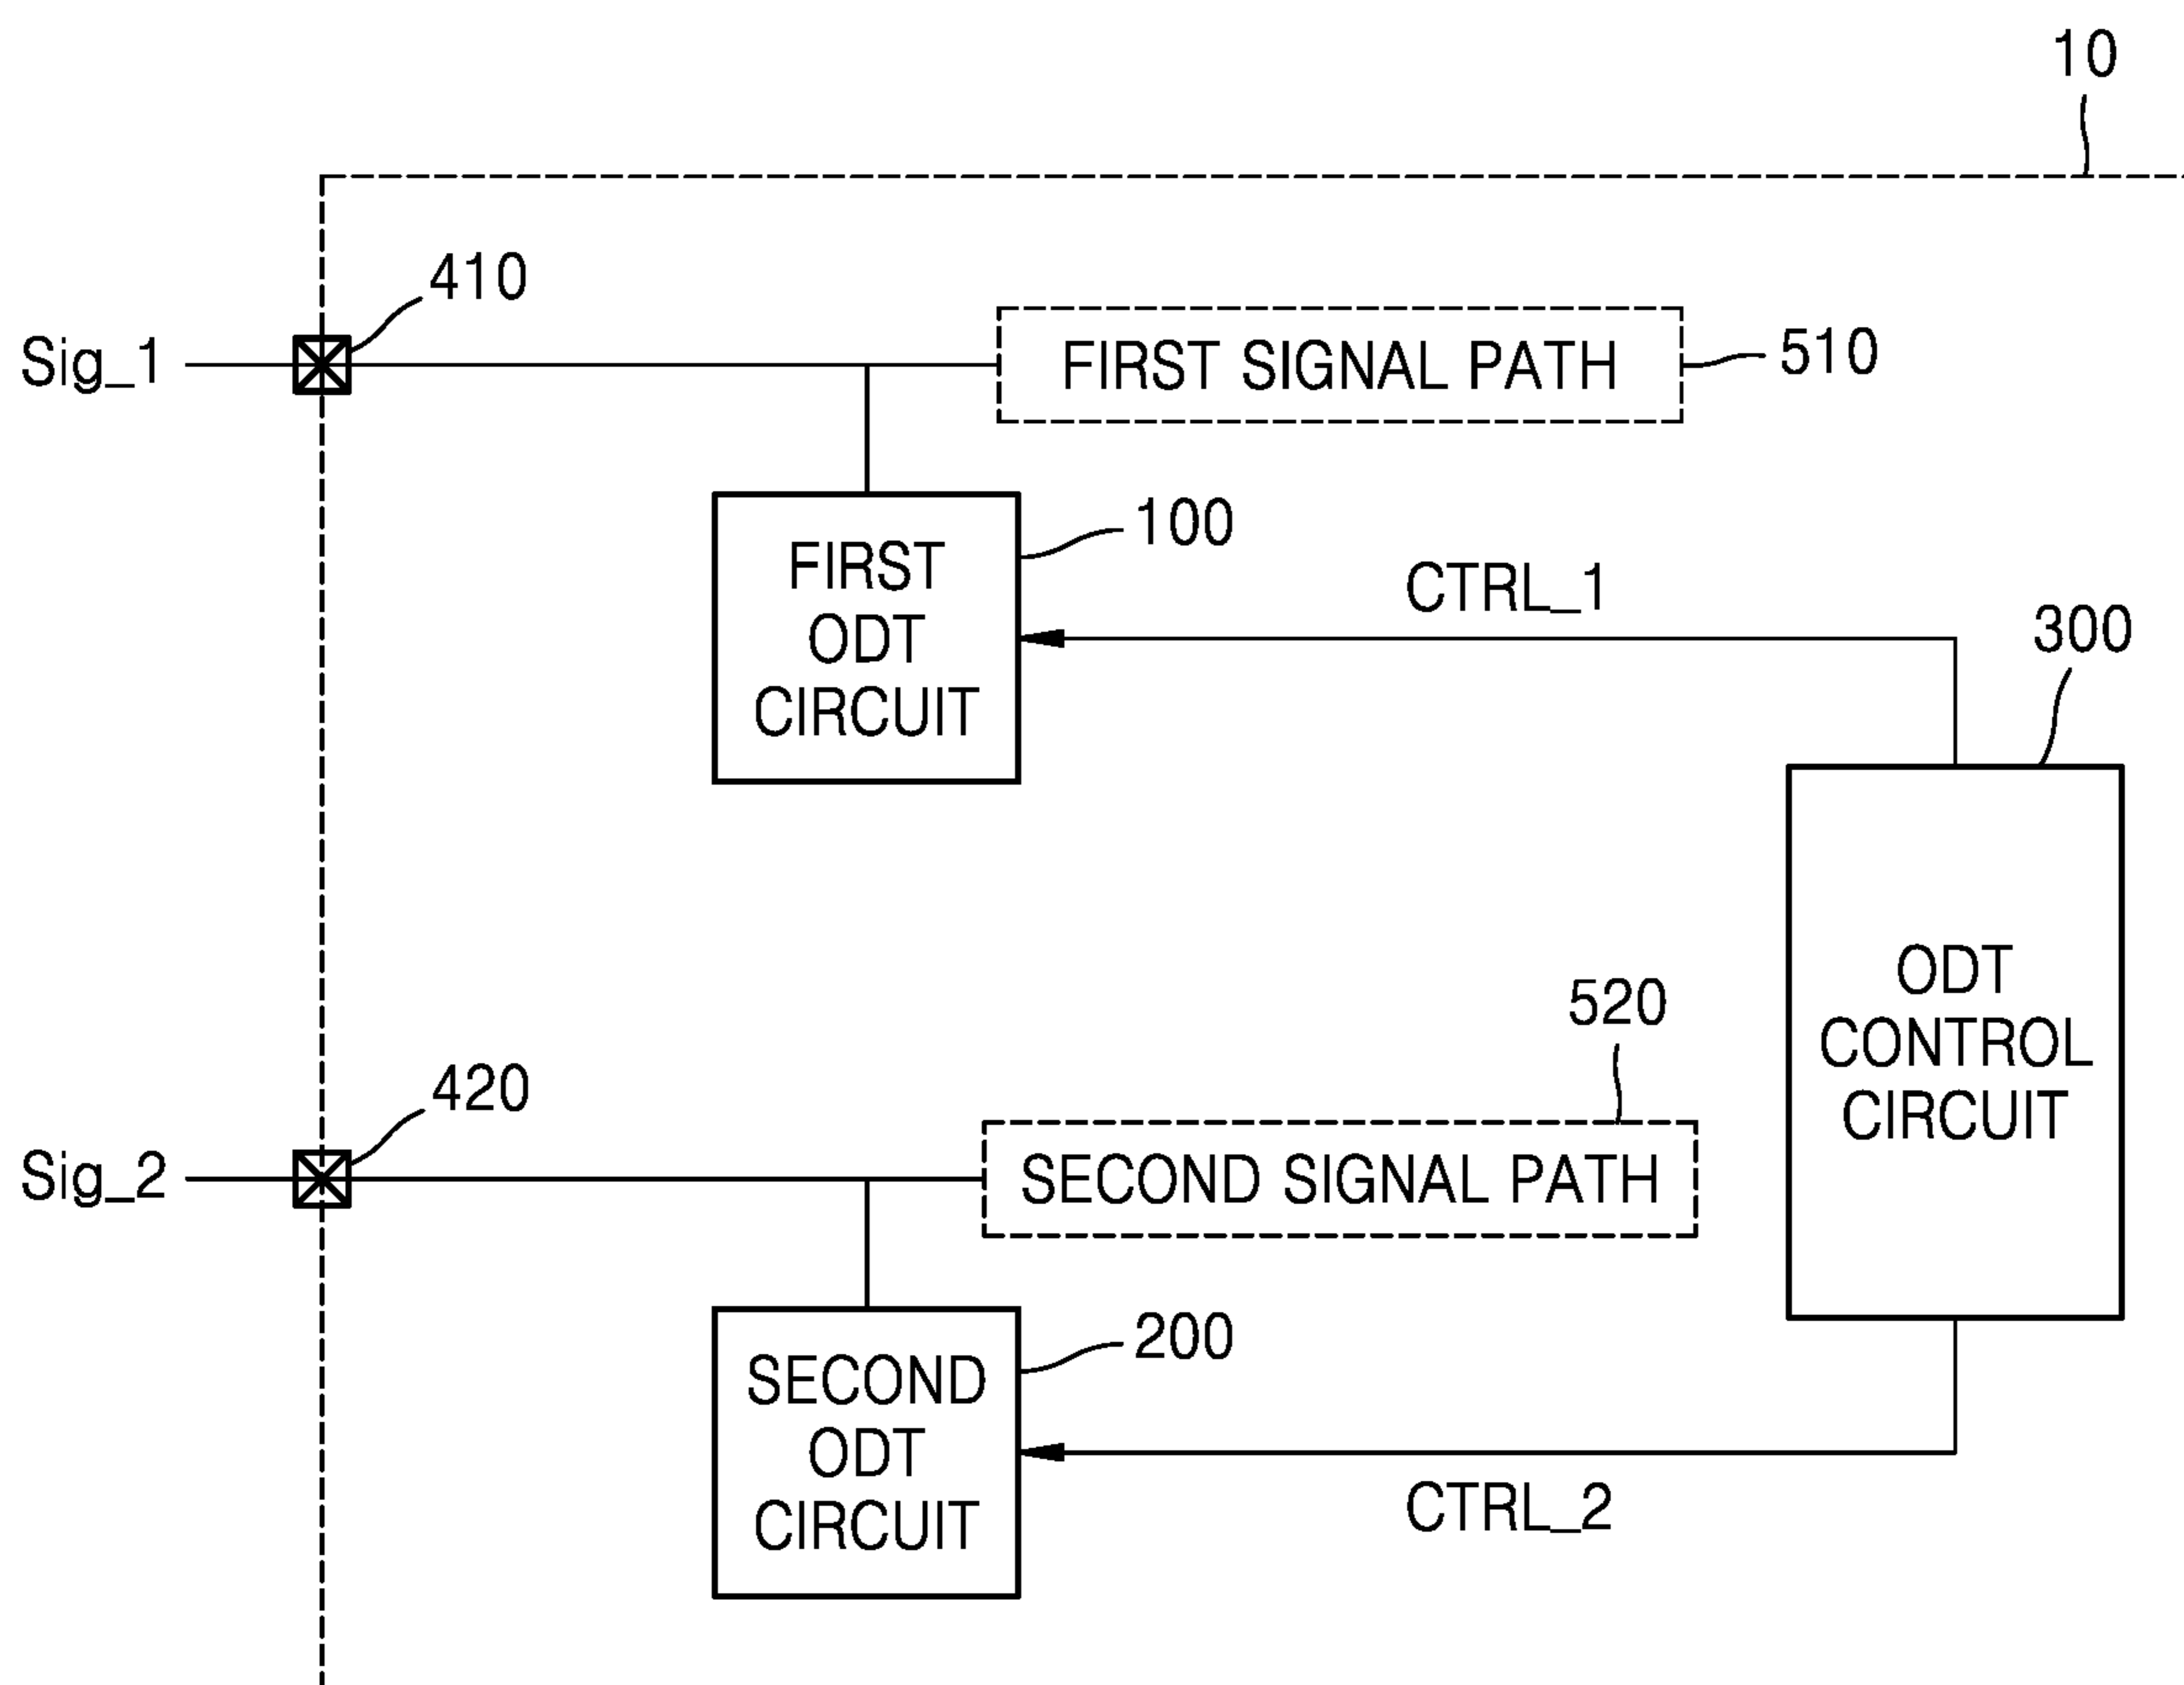 10
410
Sig_1
FIRST SIGNAL PATH
510
100
FIRST
ODT
CIRCUIT
CTRL_1
300
ODT
CONTROL
CIRCUIT
520
420
Sig_2
SECOND SIGNAL PATH
200
SECOND
ODT
CIRCUIT
CTRL_2